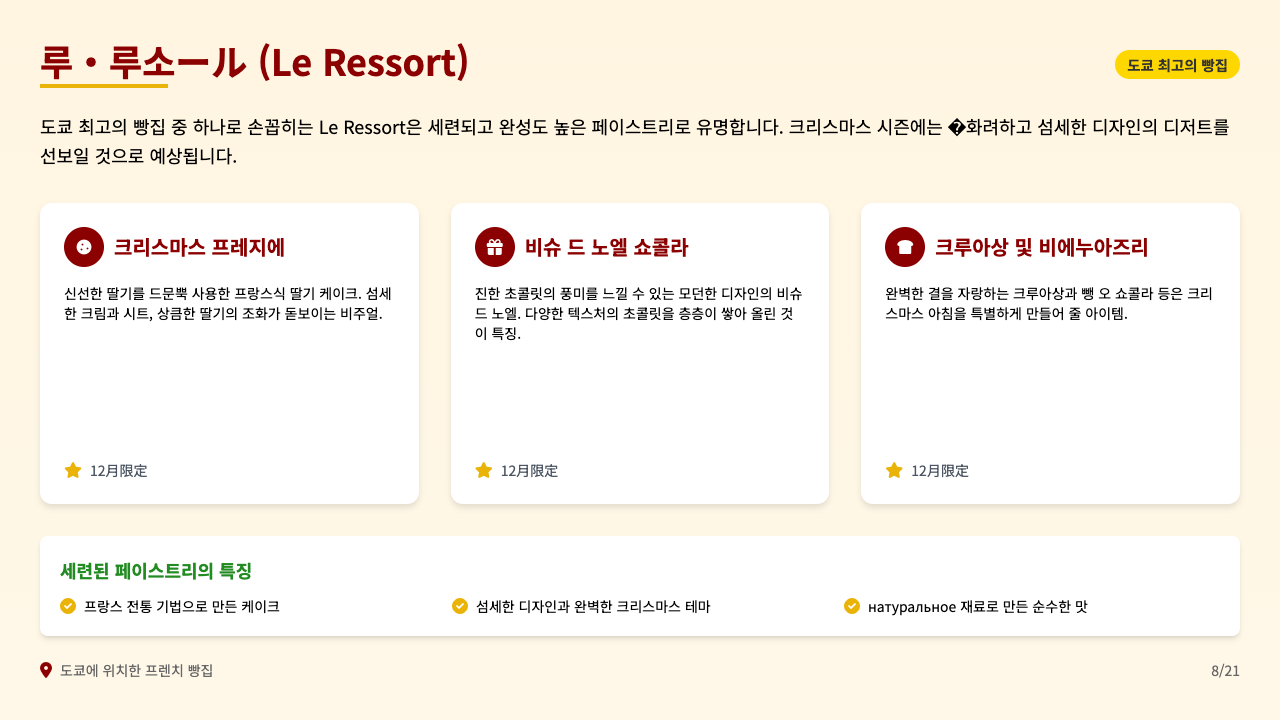 루・루소ール (Le Ressort)
도쿄 최고의 빵집
도쿄 최고의 빵집 중 하나로 손꼽히는 Le Ressort은 세련되고 완성도 높은 페이스트리로 유명합니다. 크리스마스 시즌에는 �화려하고 섬세한 디자인의 디저트를
선보일 것으로 예상됩니다.
크리스마스 프레지에
신선한 딸기를 드문뿍 사용한 프랑스식 딸기 케이크. 섬세
한 크림과 시트, 상큼한 딸기의 조화가 돋보이는 비주얼.
12月限定
비슈 드 노엘 쇼콜라
진한 초콜릿의 풍미를 느낄 수 있는 모던한 디자인의 비슈
드 노엘. 다양한 텍스처의 초콜릿을 층층이 쌓아 올린 것
이 특징.
12月限定
크루아상 및 비에누아즈리
완벽한 결을 자랑하는 크루아상과 뺑 오 쇼콜라 등은 크리
스마스 아침을 특별하게 만들어 줄 아이템.
12月限定
세련된 페이스트리의 특징
프랑스 전통 기법으로 만든 케이크
섬세한 디자인과 완벽한 크리스마스 테마
натуральное 재료로 만든 순수한 맛
도쿄에 위치한 프렌치 빵집
8/21